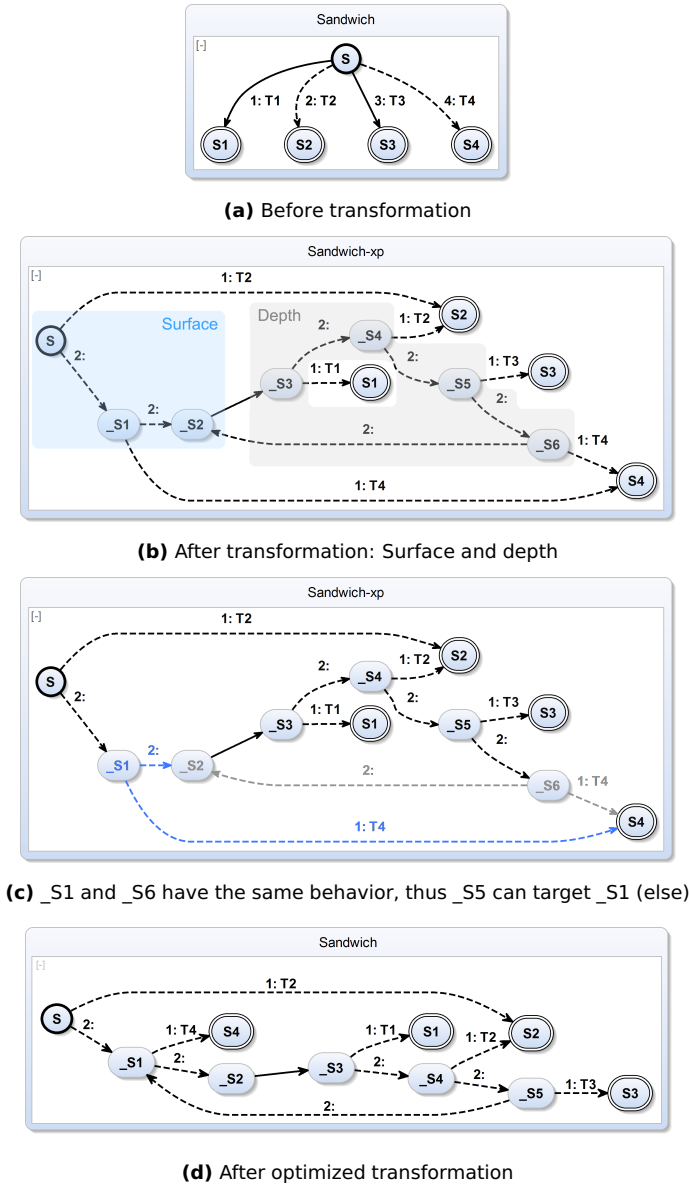 Sandwich
[-]
S
1: T1
2: T2
3: T3
4: T4
S1
S2
S3
S4
(a) Before transformation
Sandwich-xp
[-]
1: T2
S2
Surface
Depth
2:
_S4
1: T2
S
2:
1: T1
2:
1: T3
S3
_S3
S1
_S5
2:
_S1
2:
_S2
2:
_S6
1: T4
S4
1: T4
(b) After transformation: Surface and depth
Sandwich-xp
[-]
1: T2
S2
2:
_S4
1: T2
S
2:
1: T1
2:
1: T3
S3
_S3
S1
_S5
2:
_S1
2:
_S2
2:
_S6
1: T4
S4
1: T4
(c) _S1 and _S6 have the same behavior, thus _S5 can target _S1 (else)
Sandwich
[-]
1: T2
S
2:
1: T4
S4
1: T1
S1
1: T2
S2
_S1
2:
_S2
_S3
2:
_S4
2:
_S5
1: T3
S3
2:
(d) After optimized transformation